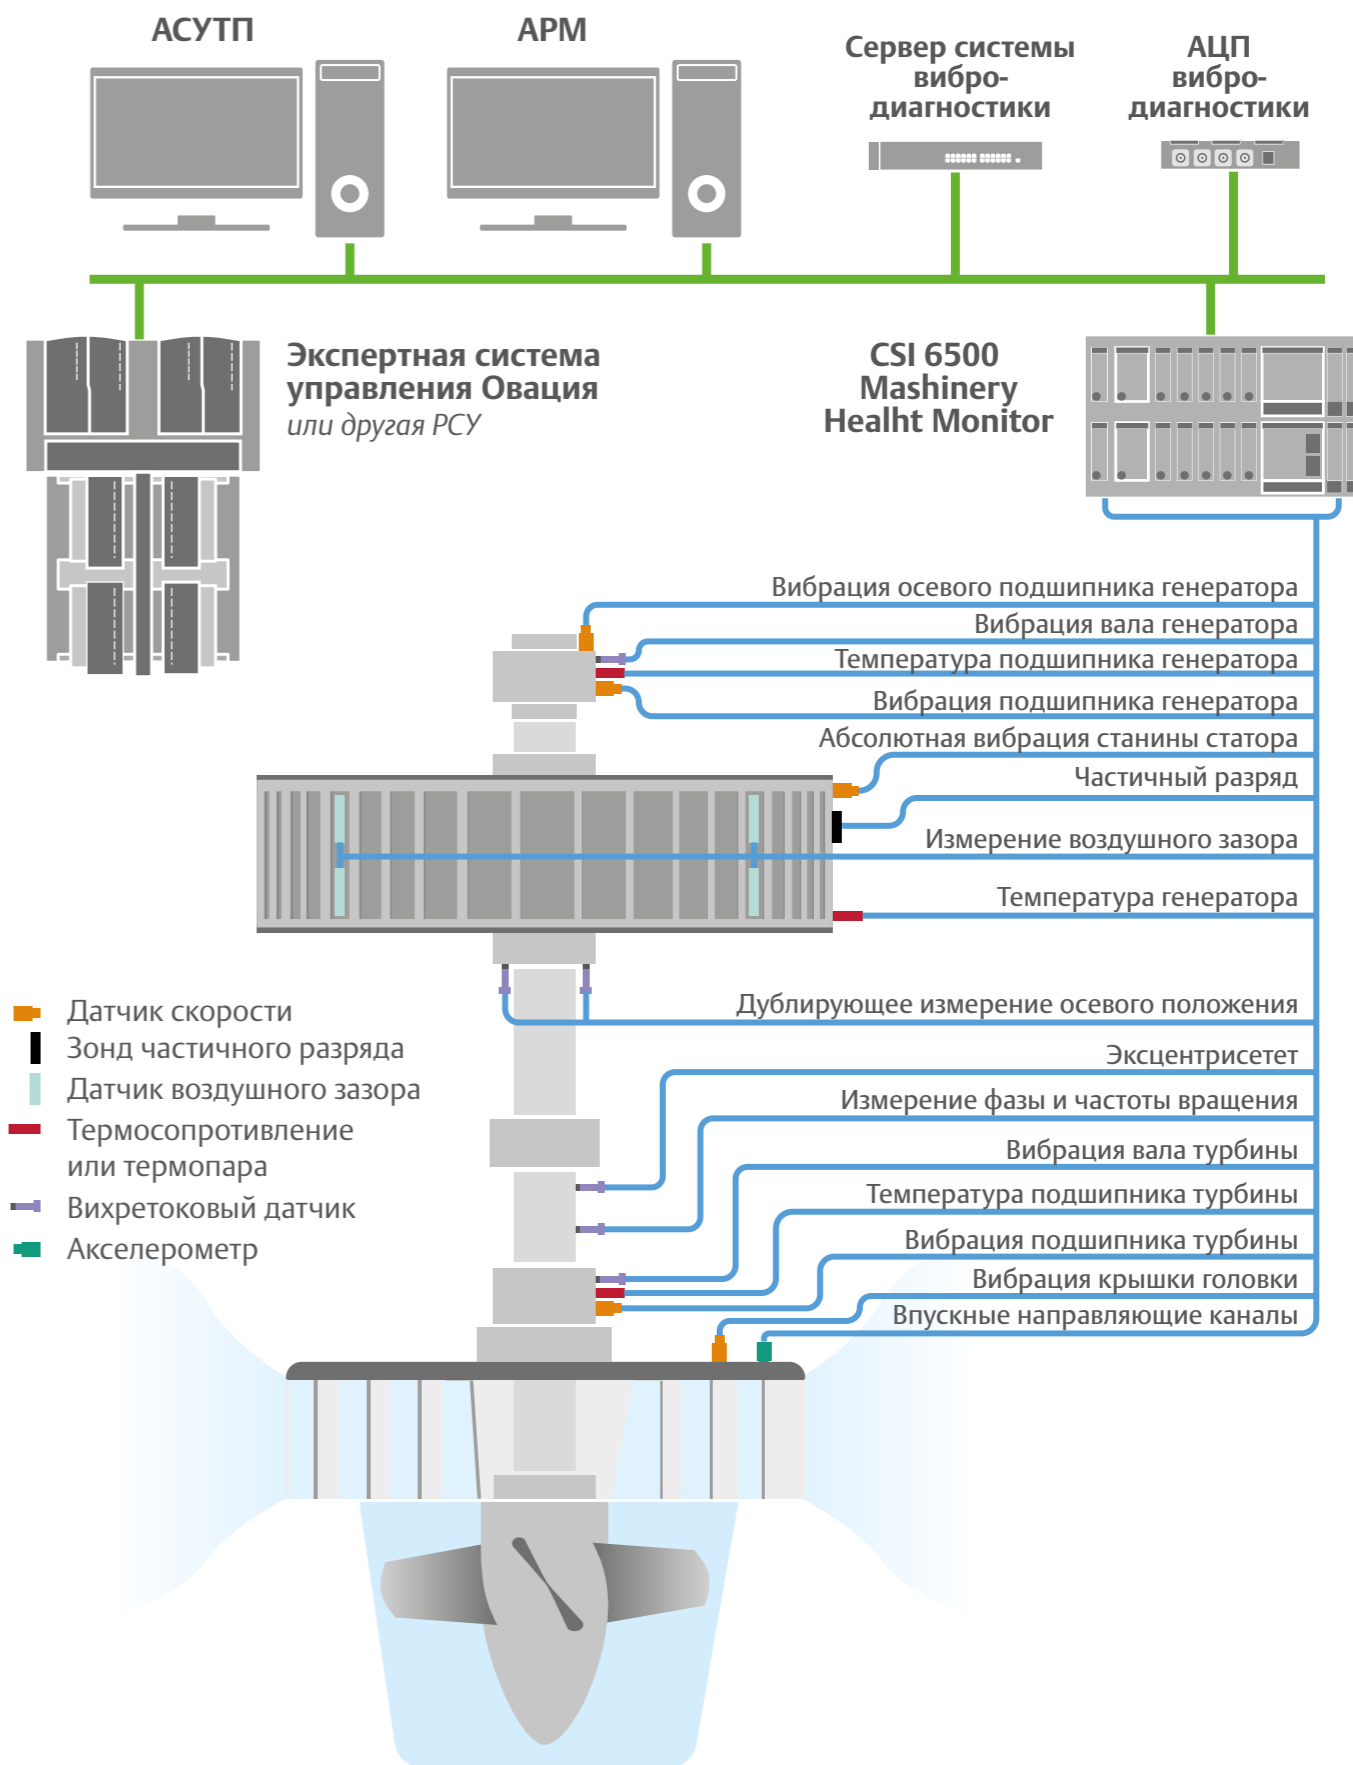 АСУТП
АРМ
Сервер системы
вибро-
диагностики
АЦП
вибро-
диагностики
Экспертная система
управления Овация
или другая РСУ
CSI 6500
Mashinery
Healht Monitor
Вибрация осевого подшипника генератора
Вибрация вала генератора
Температура подшипника генератора
Вибрация подшипника генератора
Абсолютная вибрация станины статора
Частичный разряд
Измерение воздушного зазора
Температура генератора
Дублирующее измерение осевого положения
Эксцентрисетет
Измерение фазы и частоты вращения
Вибрация вала турбины
Температура подшипника турбины
Вибрация подшипника турбины
Вибрация крышки головки
Впускные направляющие каналы
Датчик скорости
Зонд частичного разряда
Датчик воздушного зазора
Термосопротивление
или термопара
Вихретоковый датчик
Акселерометр